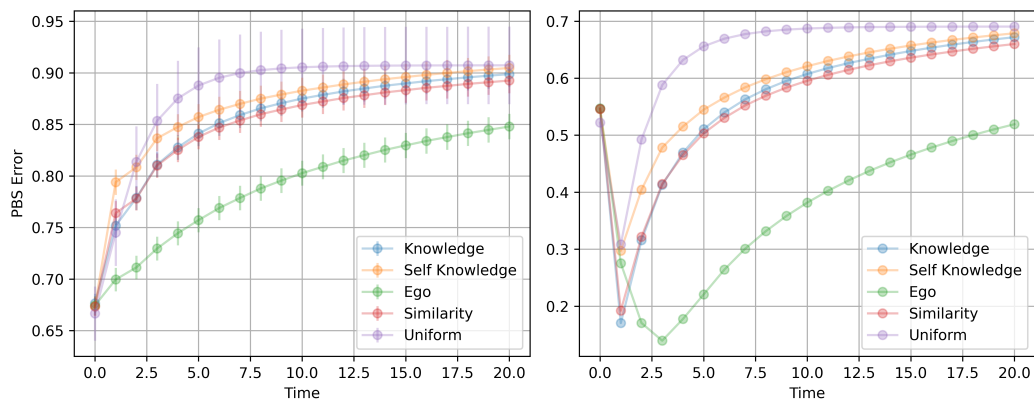 0.95
0.90
0.85
0.80
0.75
0.70
0.65
PBS Error
0.0 2.5 5.0 7.5 10.0 12.5 15.0 17.5 20.0
Time
Knowledge
Self Knowledge
Ego
Similarity
Uniform
0.7
0.6
0.5
0.4
0.3
0.2
0.0 2.5 5.0 7.5 10.0 12.5 15.0 17.5 20.0
Time
Knowledge
Self Knowledge
Ego
Similarity
Uniform